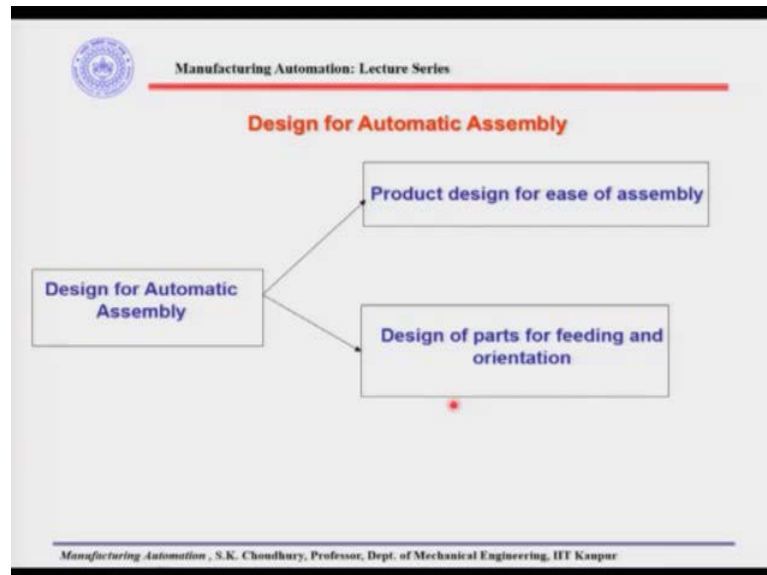 Manufacturing Automation: Lecture Series
Design for Automatic Assembly
Product design for ease of assembly
Design for Automatic
Assembly
Design of parts for feeding and
orientation
Manufacturing Automation , S.K. Choudhury, Professor, Dept. of Mechanical Engineering, IIT Kanpur